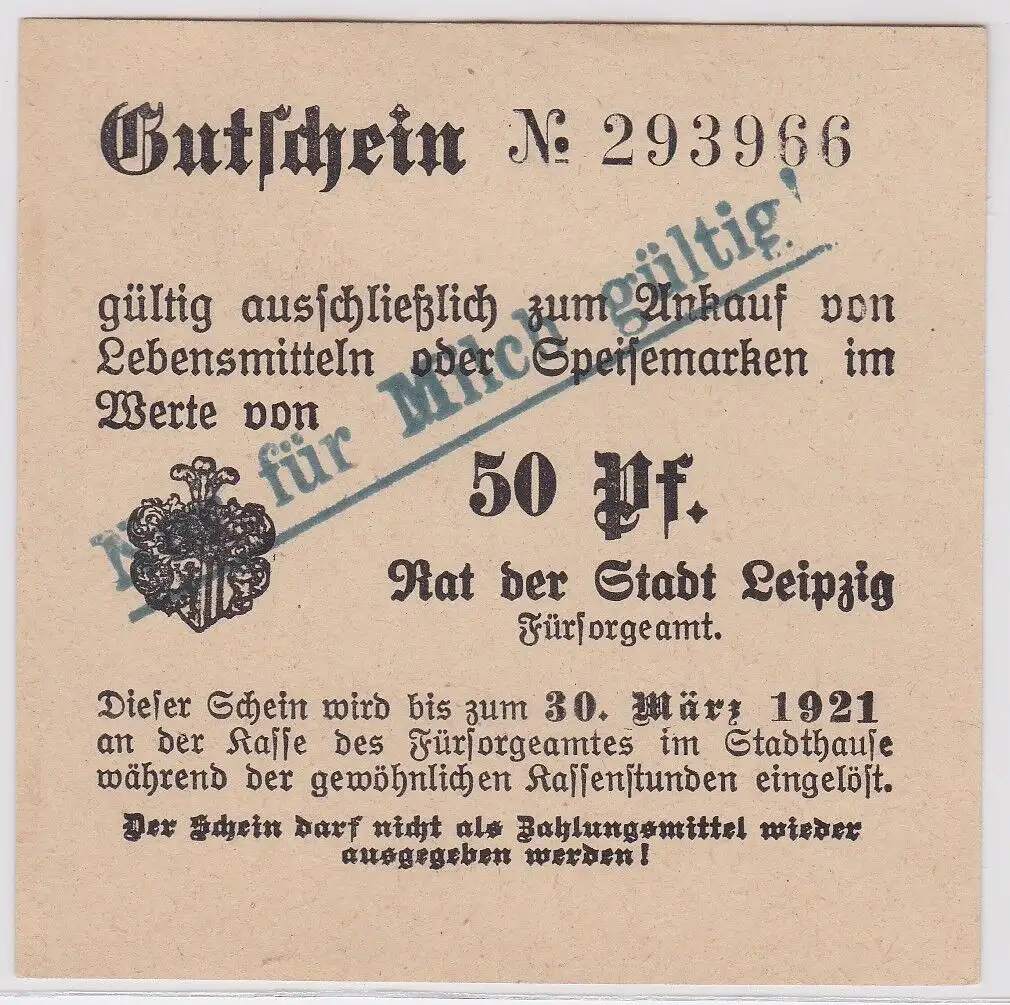 Gutschein № 293966
gültig ausschließlich zum Ankauf von
Lebensmitteln oder Speisemarken im
Werte von
50 Pf.
Rat der Stadt Leipzig
Fürsorgeamt.
Dieser Schein wird bis zum 30. März 1921
an der Kasse des Fürsorgeamtes im Stadthause
während der gewöhnlichen Kassenstunden eingelöst.
Der Schein darf nicht als Zahlungsmittel wieder
ausgegeben werden!
für Milch gültig!